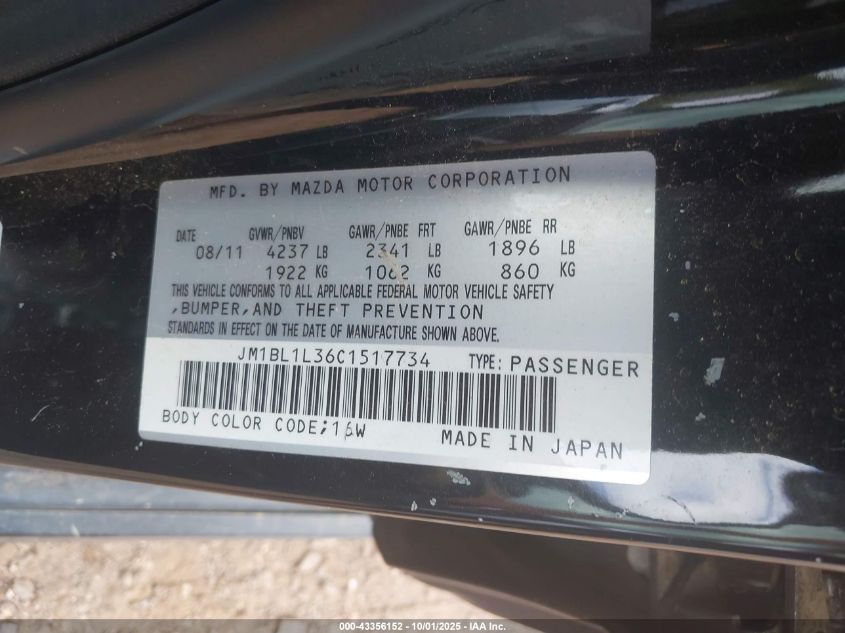 MFD. BY MAZDA MOTOR CORPORATION
DATE GVWR/PNBV GAWR/PNBE FRT GAWR/PNBE RR
08/11 4237 LB 2341 LB 1896 LB
1922 KG 1062 KG 860 KG
THIS VEHICLE CONFORMS TO ALL APPLICABLE FEDERAL MOTOR VEHICLE SAFETY
,BUMPER,AND THEFT PREVENTION
STANDARDS IN EFFECT ON THE DATE OF MANUFACTURE SHOWN ABOVE.
JM1BL1L36C1517734 TYPE: PASSENGER
BODY COLOR CODE;16W MADE IN JAPAN
000-43356152 - 10/01/2025 - IAA Inc.